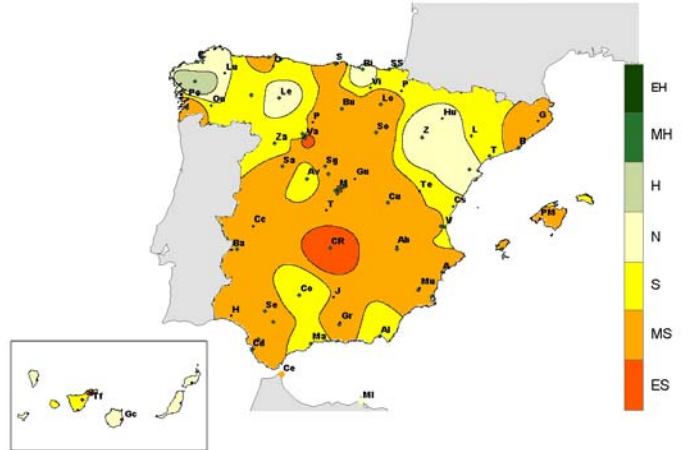 S
Bi
SS
Lu
Vi
P
Po
Ou
Le
Bu
Lo
Hu
G
P
Va
So
Z
L
B
Za
T
Sa
Sg
Av
Gu
M
Te
T
Cu
Cs
Cc
V
PM
Ba
CR
Ab
A
Co
J
Mu
H
Se
Gr
Al
Ma
Cd
Ce
Ml
Tf
Gc
EH
MH
H
N
S
MS
ES